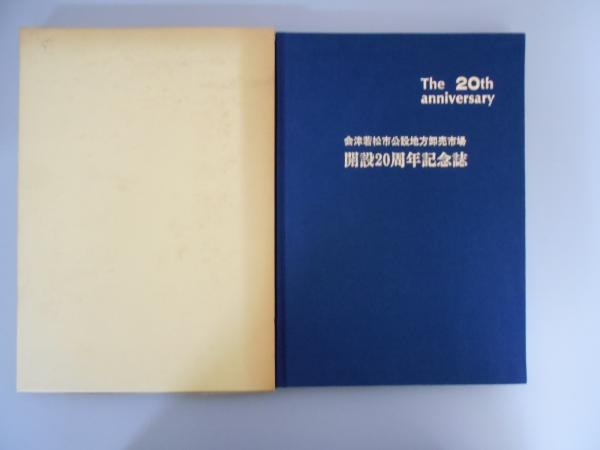 The 20th
anniversary
会津若松市公設地方卸売市場
開設20周年記念誌